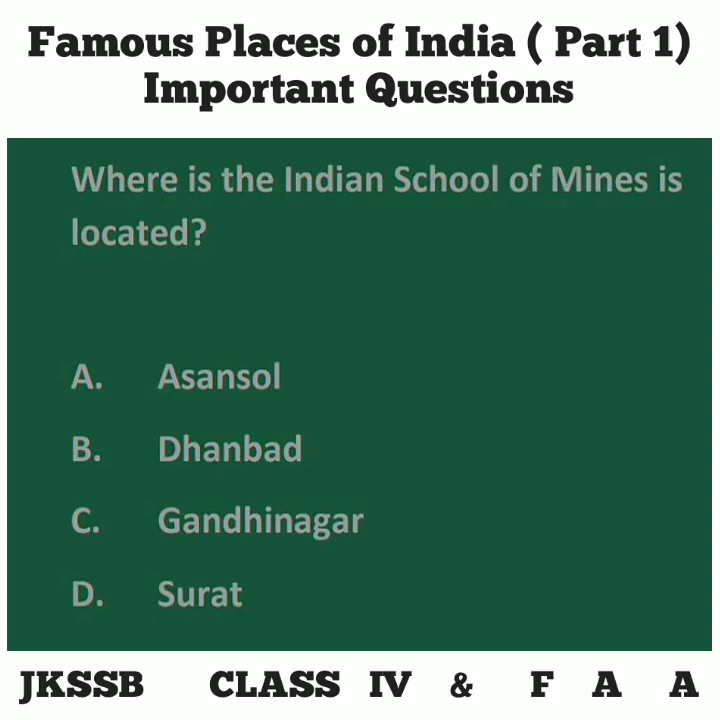 Famous Places of India ( Part 1)
Important Questions
Where is the Indian School of Mines is
located?
A. Asansol
B. Dhanbad
C. Gandhinagar
D. Surat
JKSSB CLASS IV & F A A